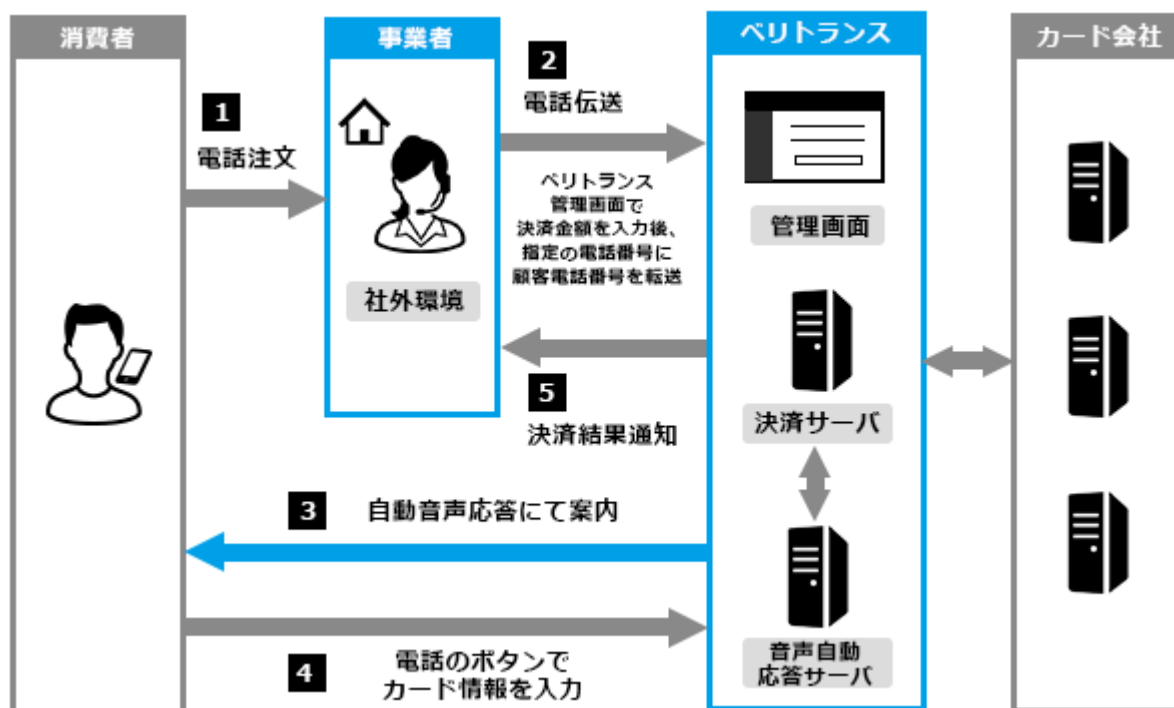 消費者
事業者
ベリトランス
カード会社
1
電話注文
2
電話伝送
ベリトランス
管理画面で
決済金額を入力後、
指定の電話番号に
顧客電話番号を転送
社外環境
管理画面
決済サーバ
5
決済結果通知
3
自動音声応答にて案内
4
電話のボタンで
カード情報を入力
音声自動
応答サーバ